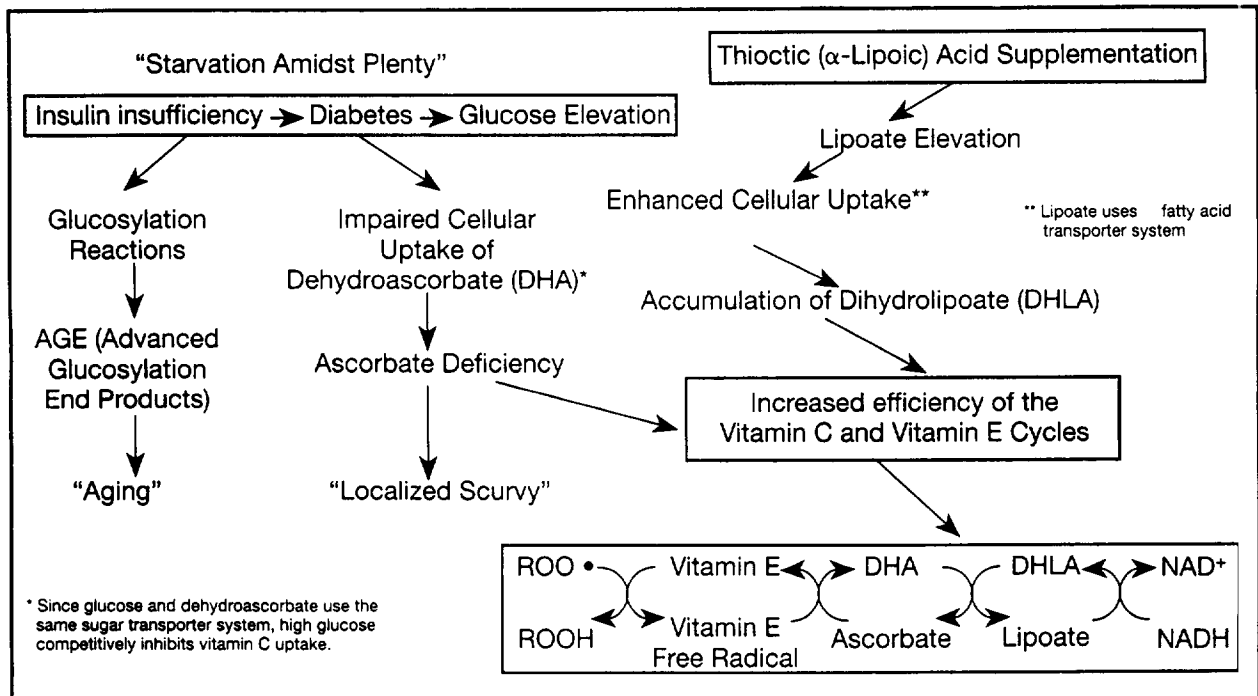 "Starvation Amidst Plenty"
Insulin insufficiency → Diabetes → Glucose Elevation
Glucosylation
Reactions
AGE (Advanced
Glucosylation
End Products)
"Aging"
Impaired Cellular
Uptake of
Dehydroascorbate (DHA)*
Ascorbate Deficiency
"Localized Scurvy"
Thioctic (α-Lipoic) Acid Supplementation
Lipoate Elevation
Enhanced Cellular Uptake**
** Lipoate uses fatty acid
transporter system
Accumulation of Dihydrolipoate (DHLA)
Increased efficiency of the
Vitamin C and Vitamin E Cycles
ROO • Vitamin E DHA DHLA NAD+
ROOH Vitamin E Ascorbate Lipoate NADH
Free Radical
* Since glucose and dehydroascorbate use the
same sugar transporter system, high glucose
competitively inhibits vitamin C uptake.